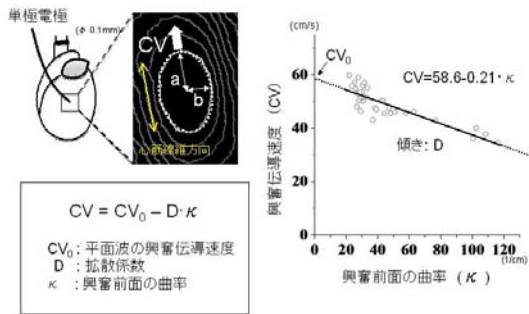 単極電極
(φ 0.1mm)
CV
a
b
心筋線維方向
CV = CV₀ − D·κ
CV₀ : 平面波の興奮伝導速度
D : 拡散係数
κ : 興奮前面の曲率
(cm/s)
80
60
40
20
0
CV₀
CV=58.6-0.21・κ
傾き: D
興奮伝導速度 (CV)
0 20 40 60 80 100 120
(1/cm)
興奮前面の曲率 (κ)